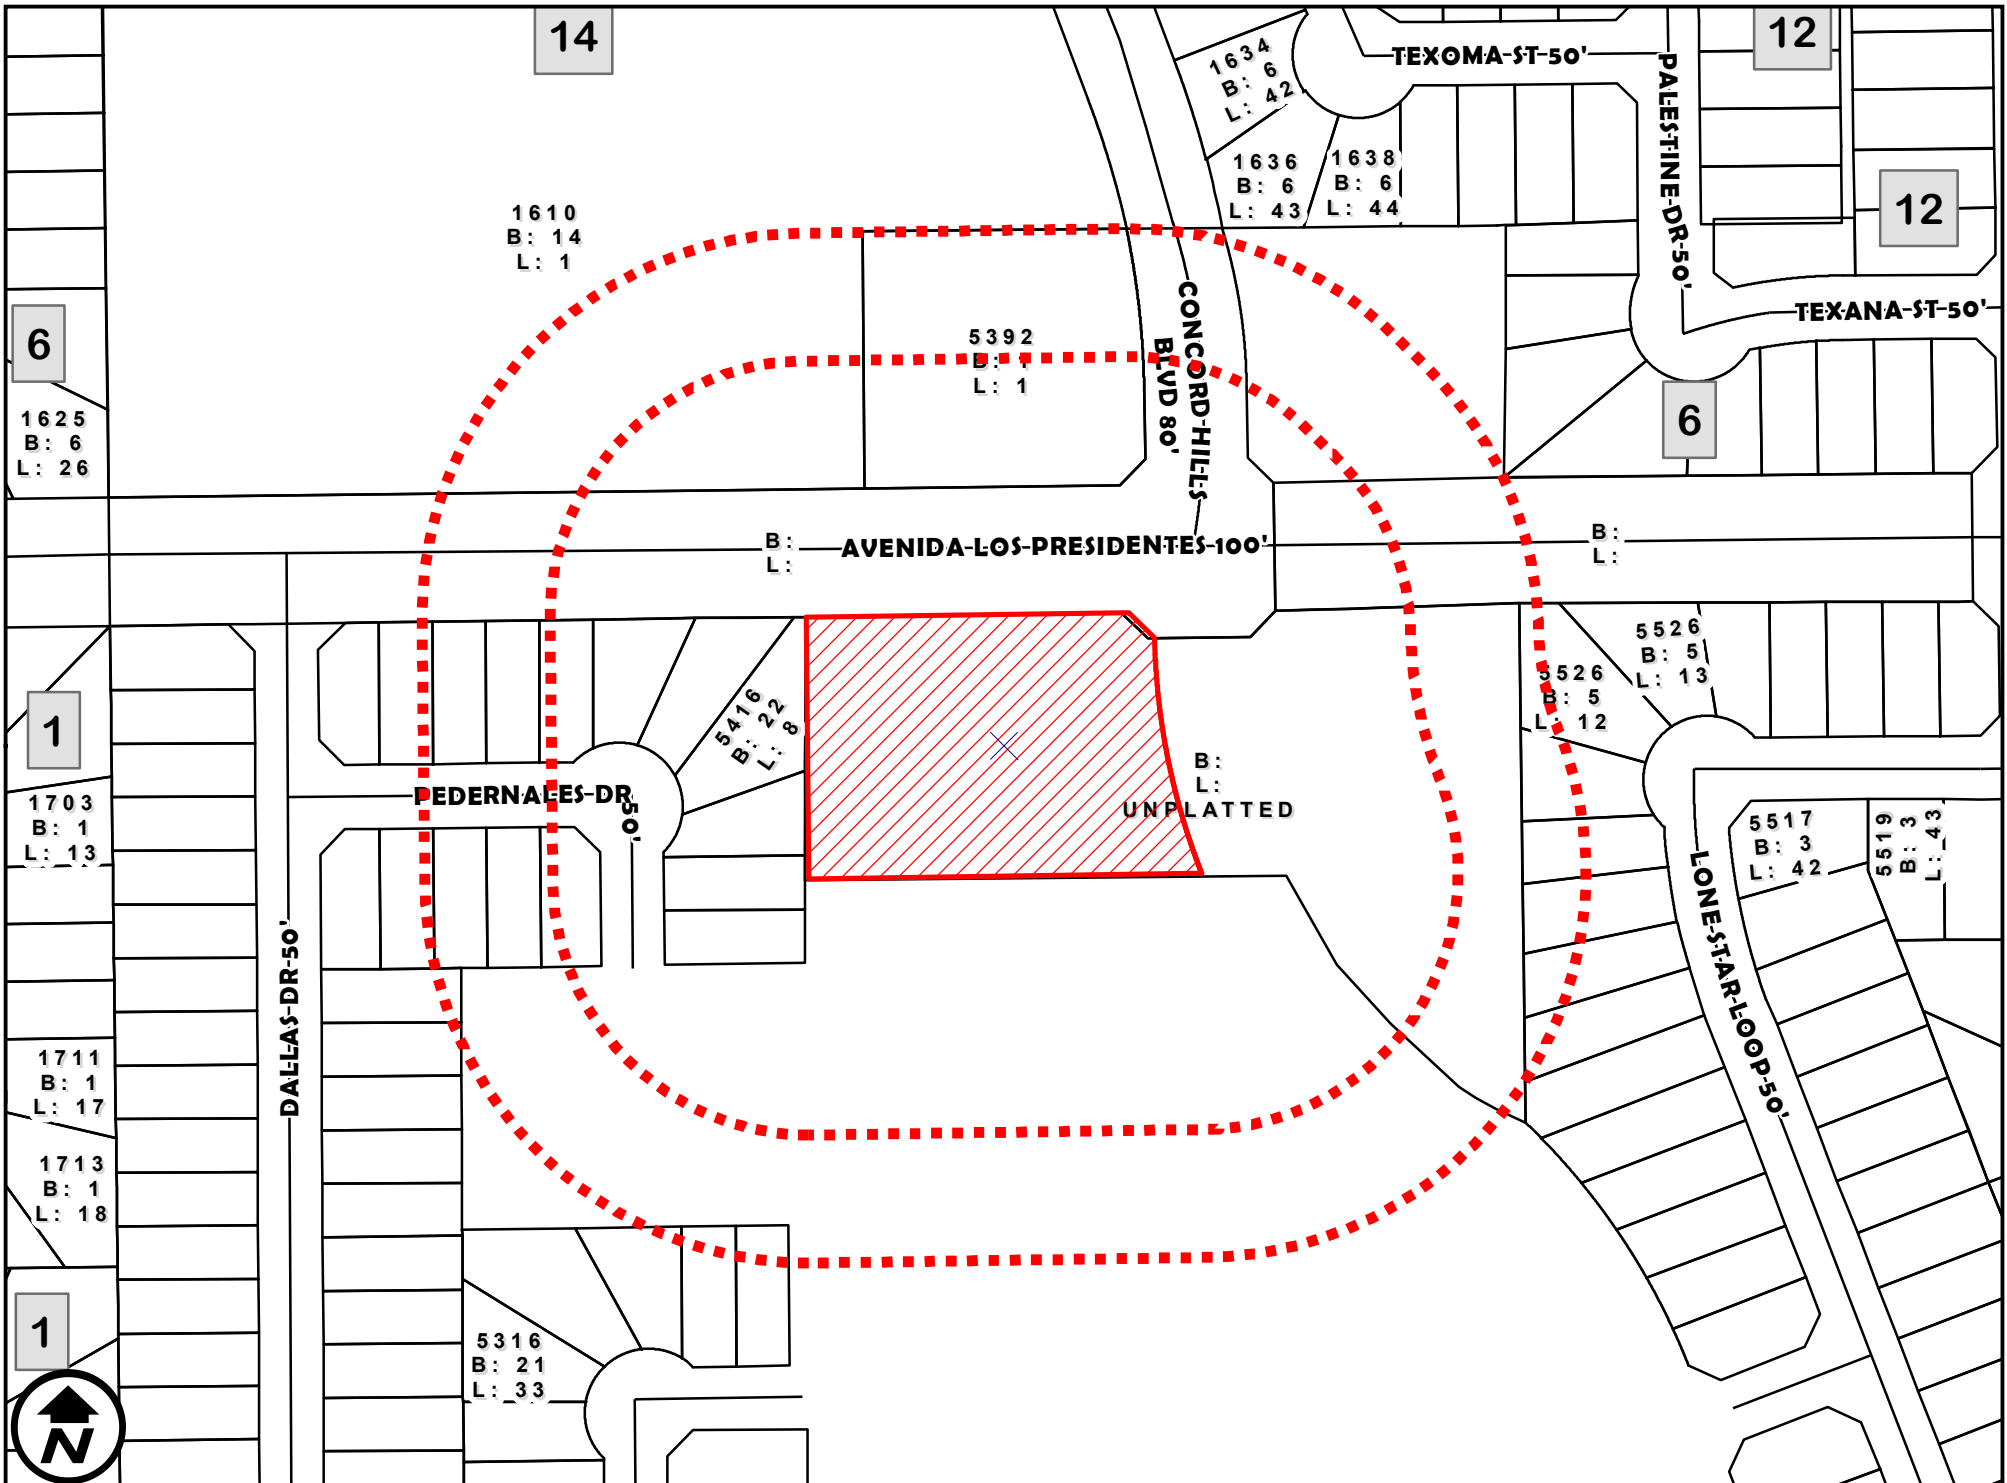 14
12
TEXOMA-ST-50'
1634
B: 6
L: 42
PALESTINE-DR-50'
1636
B: 6
L: 43
1638
B: 6
L: 44
12
1610
B: 14
L: 1
6
5392
B: 1
L: 1
CONCORD-HILLS
BLVD 80'
TEXANA-ST-50'
1625
B: 6
L: 26
6
B:
L:
AVENIDA-LOS-PRESIDENTES-100'
B:
L:
1
5416
B: 22
L: 8
5526
B: 5
L: 12
5526
B: 5
L: 13
B:
L:
UNPLATTED
PEDERNALES-DR
50'
1703
B: 1
L: 13
5517
B: 3
L: 42
5519
B: 3
L: 43
LONE-STAR-LOOP-50'
DALLAS-DR-50'
1711
B: 1
L: 17
1713
B: 1
L: 18
1
5316
B: 21
L: 33
N